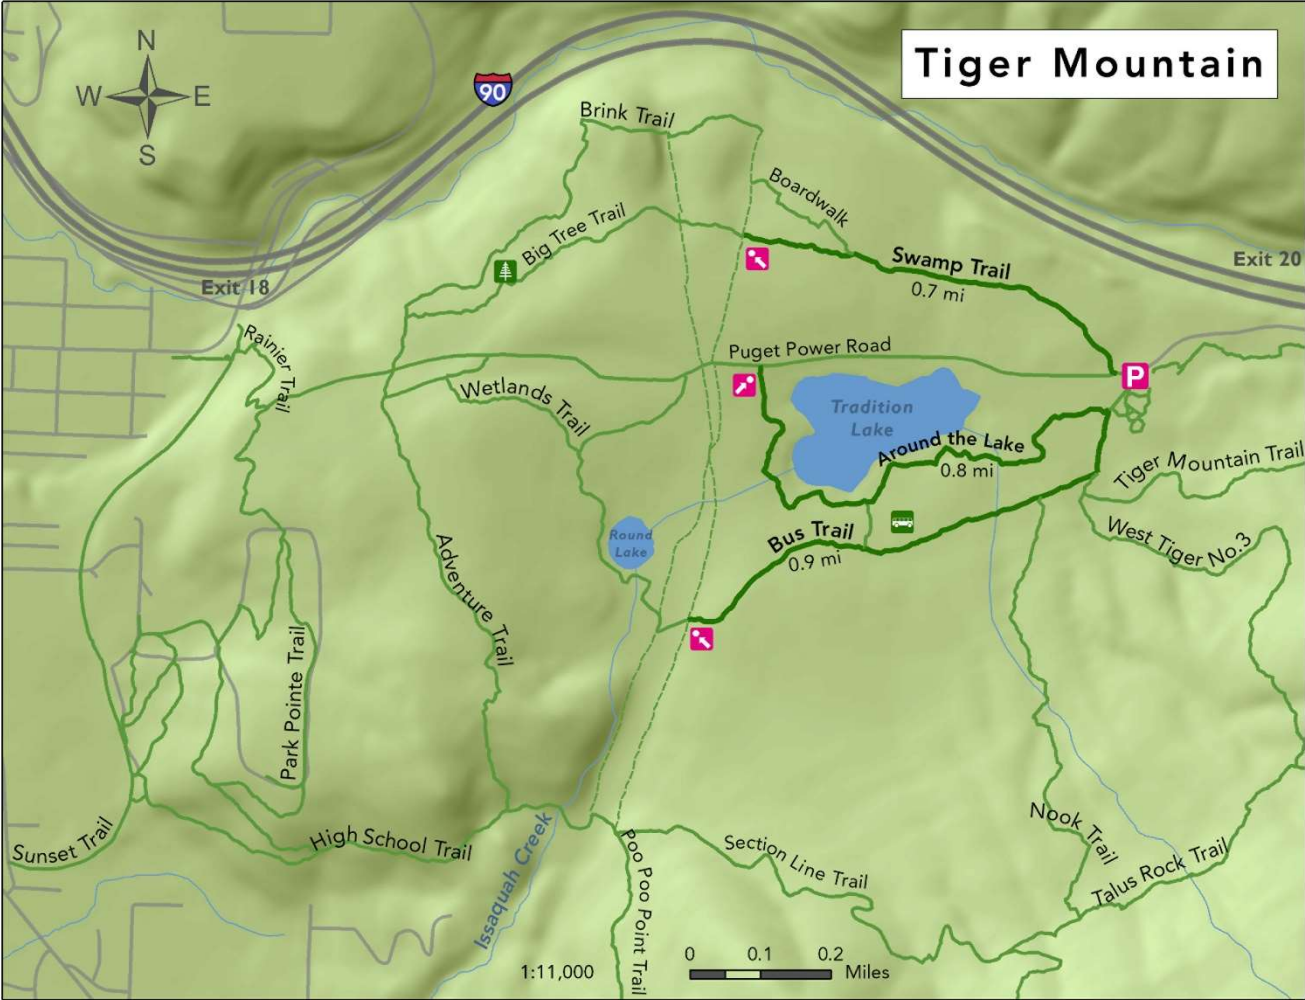 Tiger Mountain
N
W
E
S
90
Brink Trail
Boardwalk
Big Tree Trail
Swamp Trail
0.7 mi
Exit 20
Exit 18
Rainier Trail
Puget Power Road
P
Wetlands Trail
Tradition
Lake
Around the Lake
0.8 mi
Tiger Mountain Trail
Bus Trail
0.9 mi
West Tiger No.3
Round
Lake
Adventure Trail
Park Pointe Trail
Nook Trail
Sunset Trail
High School Trail
Issaquah Creek
Poo Poo Point Trail
Section Line Trail
Talus Rock Trail
1:11,000
0
0.1
0.2
Miles